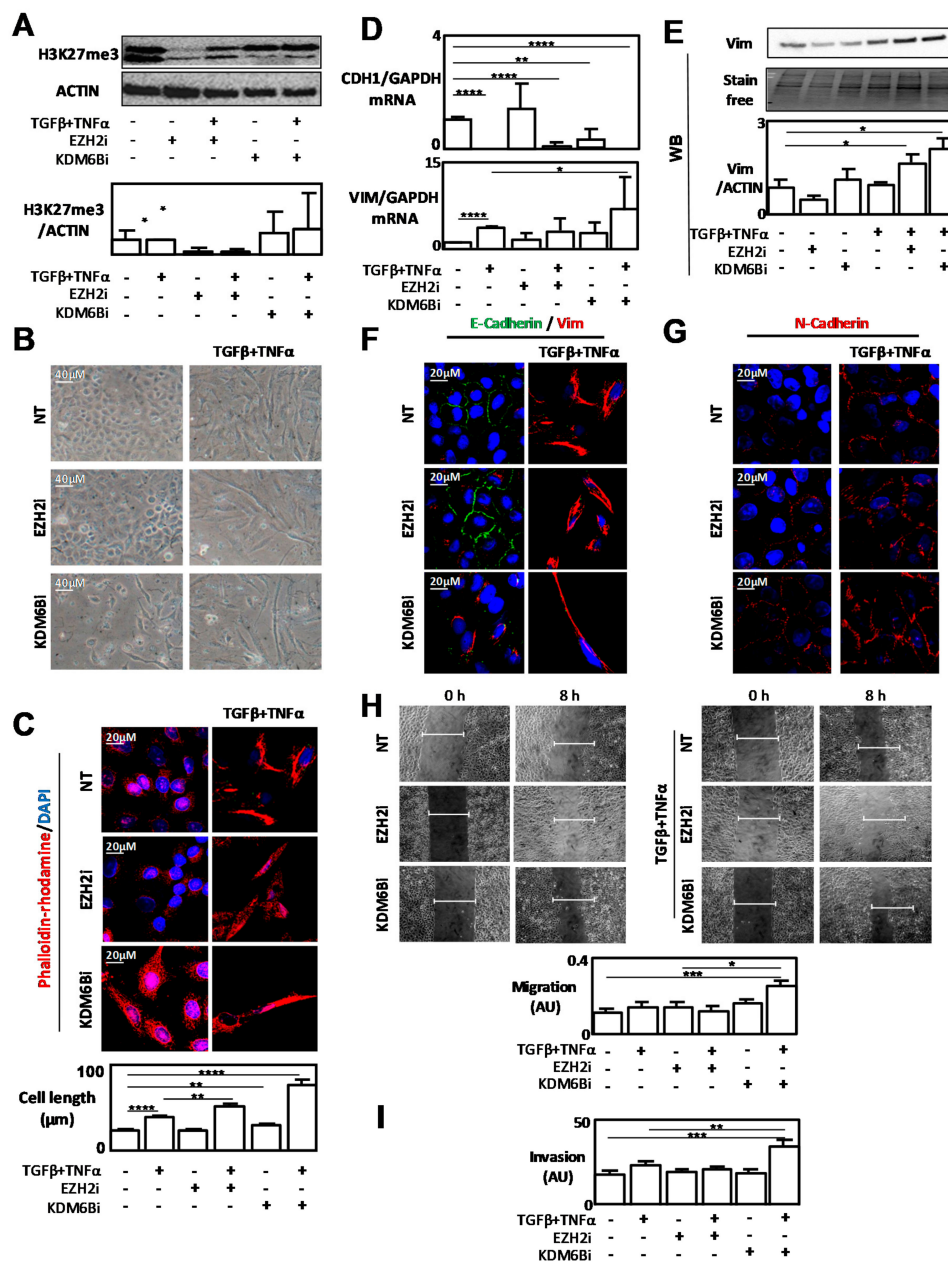 A
H3K27me3
ACTIN
TGFβ+TNFα - - + - +
EZH2i - + + - -
KDM6Bi - - - + +
H3K27me3
/ACTIN
* *
TGFβ+TNFα - + - + - +
EZH2i - - + + - -
KDM6Bi - - - - + +
B
TGFβ+TNFα
NT
40μM
EZH2i
40μM
KDM6Bi
40μM
C
TGFβ+TNFα
Phalloidin-rhodamine/DAPI
NT
20μM
EZH2i
20μM
KDM6Bi
20μM
Cell length
(μm)
100
0
****
**
**
****
TGFβ+TNFα - + - + - +
EZH2i - - + + - -
KDM6Bi - - - - + +
D
4
CDH1/GAPDH
mRNA
0
****
**
****
****
15
VIM/GAPDH
mRNA
0
*
****
TGFβ+TNFα - + - + - +
EZH2i - - + + - -
KDM6Bi - - - - + +
E
WB
Vim
Stain
free
3
Vim
/ACTIN
0
*
*
TGFβ+TNFα - - - + + +
EZH2i - + - - + -
KDM6Bi - - + - - +
E-Cadherin / Vim
F
TGFβ+TNFα
NT
20μM
EZH2i
20μM
KDM6Bi
20μM
N-Cadherin
G
TGFβ+TNFα
NT
20μM
EZH2i
20μM
KDM6Bi
20μM
H
0 h 8 h
NT
EZH2i
KDM6Bi
0 h 8 h
TGFβ+TNFα
NT
EZH2i
KDM6Bi
0.4
Migration
(AU)
0
*
***
TGFβ+TNFα - + - + - +
EZH2i - - + + - -
KDM6Bi - - - - + +
I
50
Invasion
(AU)
0
**
***
TGFβ+TNFα - + - + - +
EZH2i - - + + - -
KDM6Bi - - - - + +